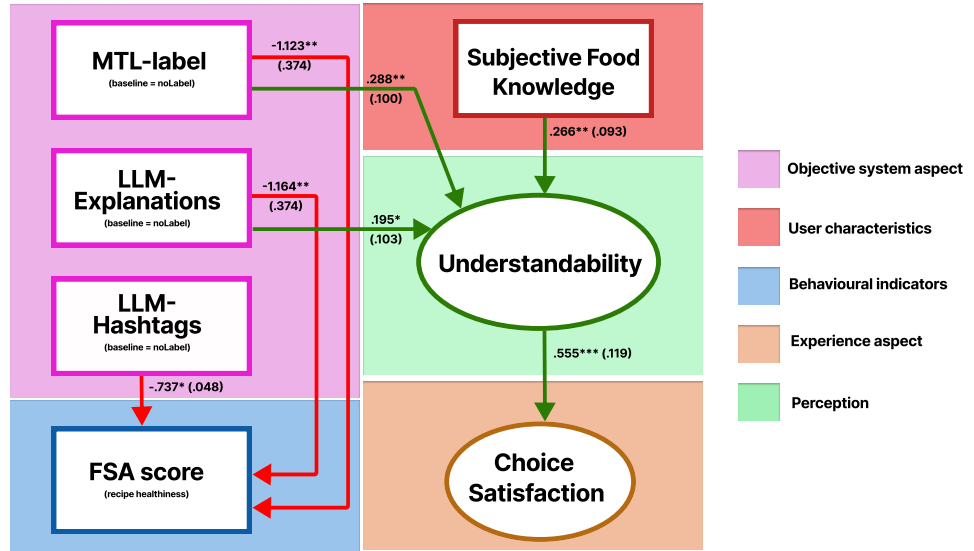 MTL-label
(baseline = noLabel)
-1.123**
(.374)
.288**
(.100)
Subjective Food
Knowledge
.266** (.093)
LLM-
Explanations
(baseline = noLabel)
-1.164**
(.374)
.195*
(.103)
Understandability
LLM-
Hashtags
(baseline = noLabel)
-.737* (.048)
.555*** (.119)
FSA score
(recipe healthiness)
Choice
Satisfaction
Objective system aspect
User characteristics
Behavioural indicators
Experience aspect
Perception